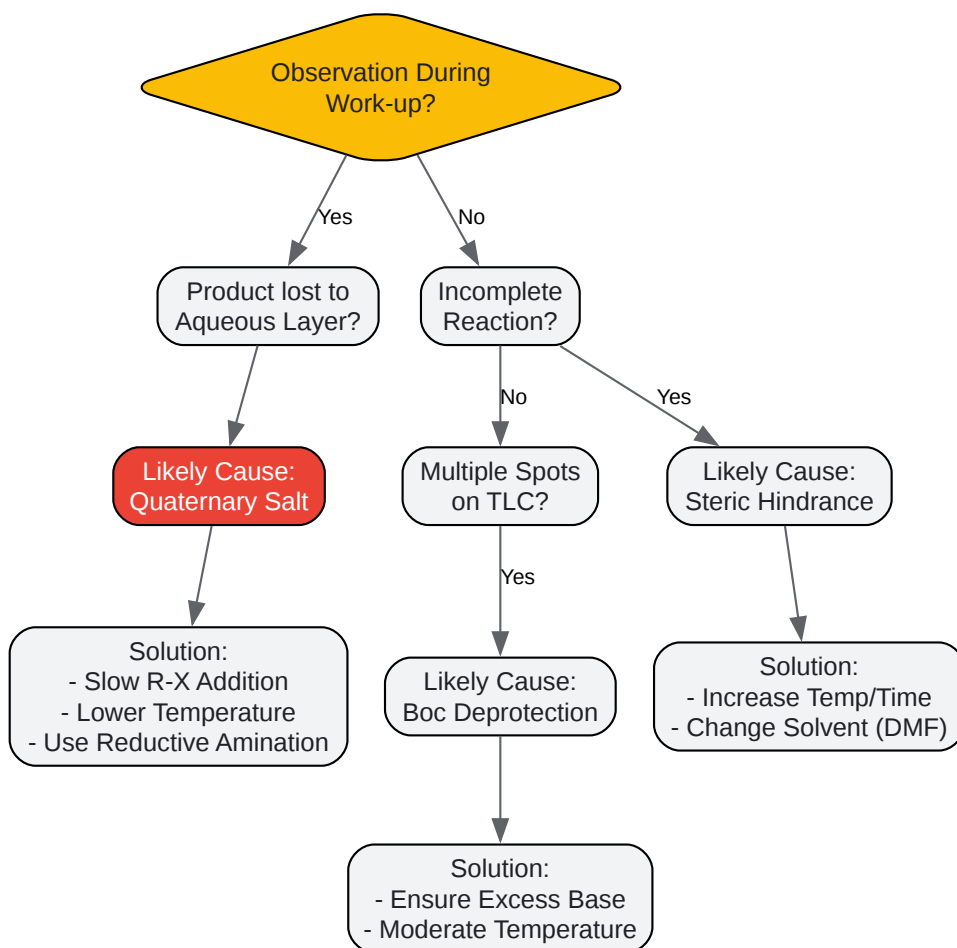 Observation During
Work-up?
Yes
No
Product lost to
Aqueous Layer?
Incomplete
Reaction?
No
Yes
Likely Cause:
Quaternary Salt
Multiple Spots
on TLC?
Likely Cause:
Steric Hindrance
Yes
Solution:
- Slow R-X Addition
- Lower Temperature
- Use Reductive Amination
Likely Cause:
Boc Deprotection
Solution:
- Increase Temp/Time
- Change Solvent (DMF)
Solution:
- Ensure Excess Base
- Moderate Temperature